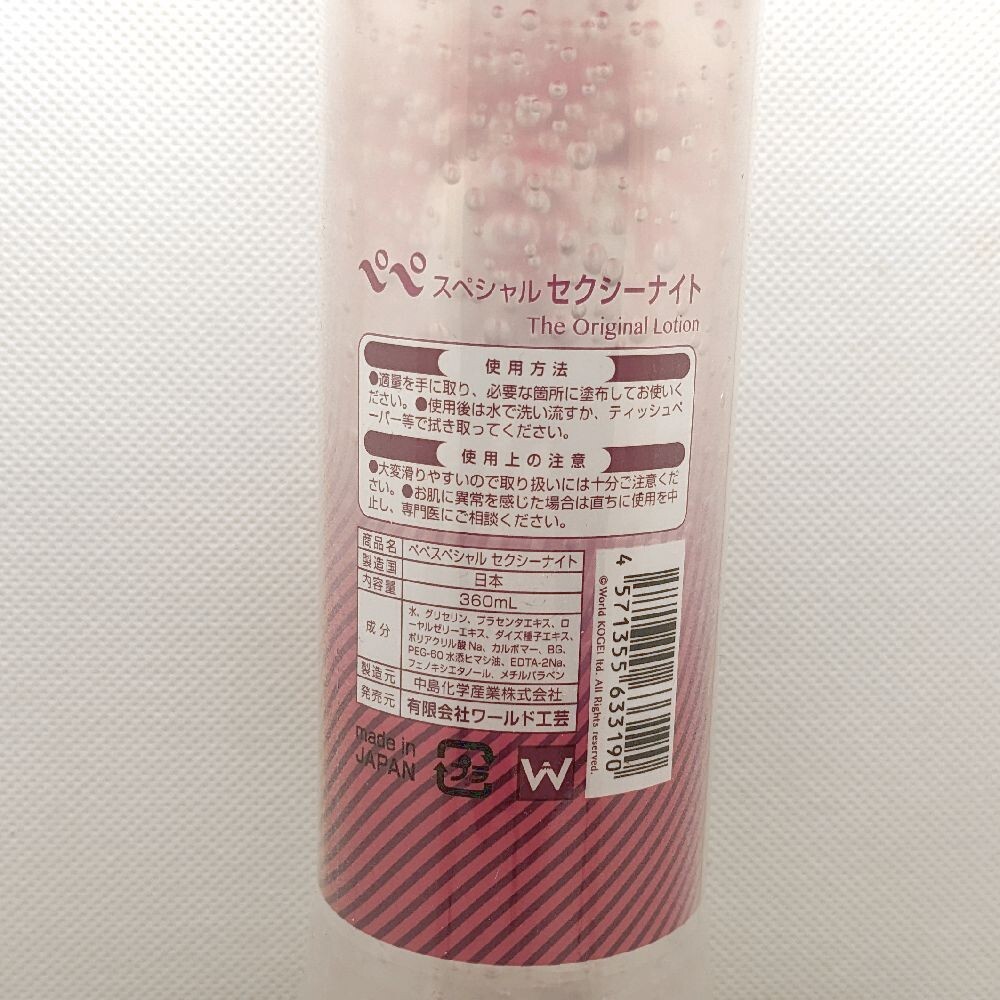 ペペ スペシャル セクシーナイト
The Original Lotion
使用方法
●適量を手に取り、必要な箇所に塗布してお使いく
ださい。●使用後は水で洗い流すか、ティッシュペ
ーパー等で拭き取ってください。
使用上の注意
●大変滑りやすいので取り扱いには十分ご注意くだ
さい。●お肌に異常を感じた場合は直ちに使用を中
止し、専門医にご相談ください。
商品名 ペペスペシャル セクシーナイト
製造国 日本
内容量 360mL
成分 水、グリセリン、プラセンタエキス、ロ
ーヤルゼリーエキス、ダイズ種子エキス、
ポリアクリル酸Na、カルボマー、BG、
PEG-60水添ヒマシ油、EDTA-2Na、
フェノキシエタノール、メチルパラベン
製造元 中島化学産業株式会社
発売元 有限会社ワールド工芸
made in
JAPAN
プラ
W
4 571355 633190
© World KOGEI ltd. All Rights reserved.